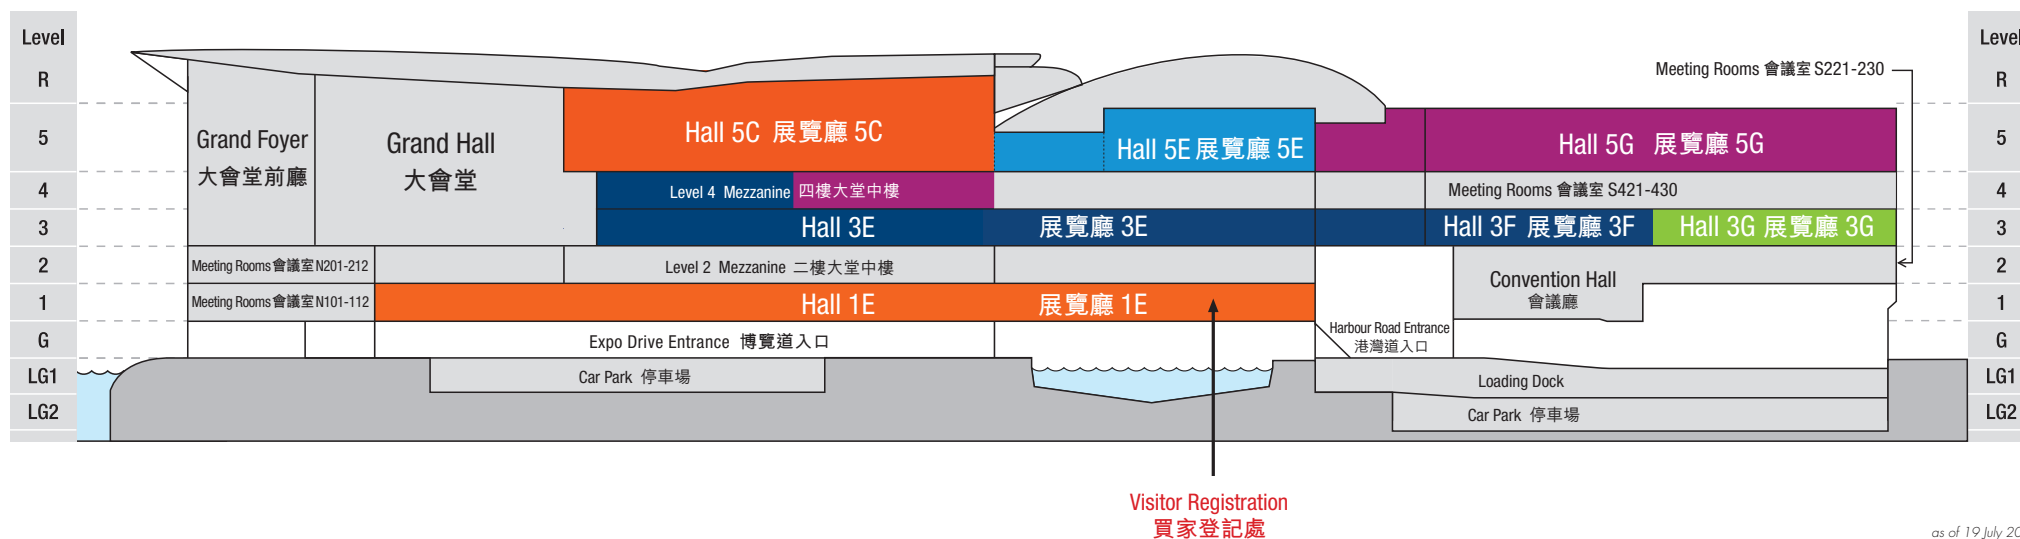 Level
R
5
4
3
2
1
G
LG1
LG2
Grand Foyer
大會堂前廳
Grand Hall
大會堂
Hall 5C 展覽廳 5C
Hall 5E 展覽廳 5E
Hall 5G 展覽廳 5G
Meeting Rooms 會議室 S221-230
Level 4 Mezzanine 四樓大堂中樓
Meeting Rooms 會議室 S421-430
Hall 3E 展覽廳 3E
Hall 3F 展覽廳 3F
Hall 3G 展覽廳 3G
Meeting Rooms 會議室 N201-212
Level 2 Mezzanine 二樓大堂中樓
Convention Hall
會議廳
Meeting Rooms 會議室 N101-112
Hall 1E 展覽廳 1E
Expo Drive Entrance 博覽道入口
Harbour Road Entrance
港灣道入口
Car Park 停車場
Loading Dock
Car Park 停車場
Visitor Registration
買家登記處
Level
R
5
4
3
2
1
G
LG1
LG2
as of 19 July 20